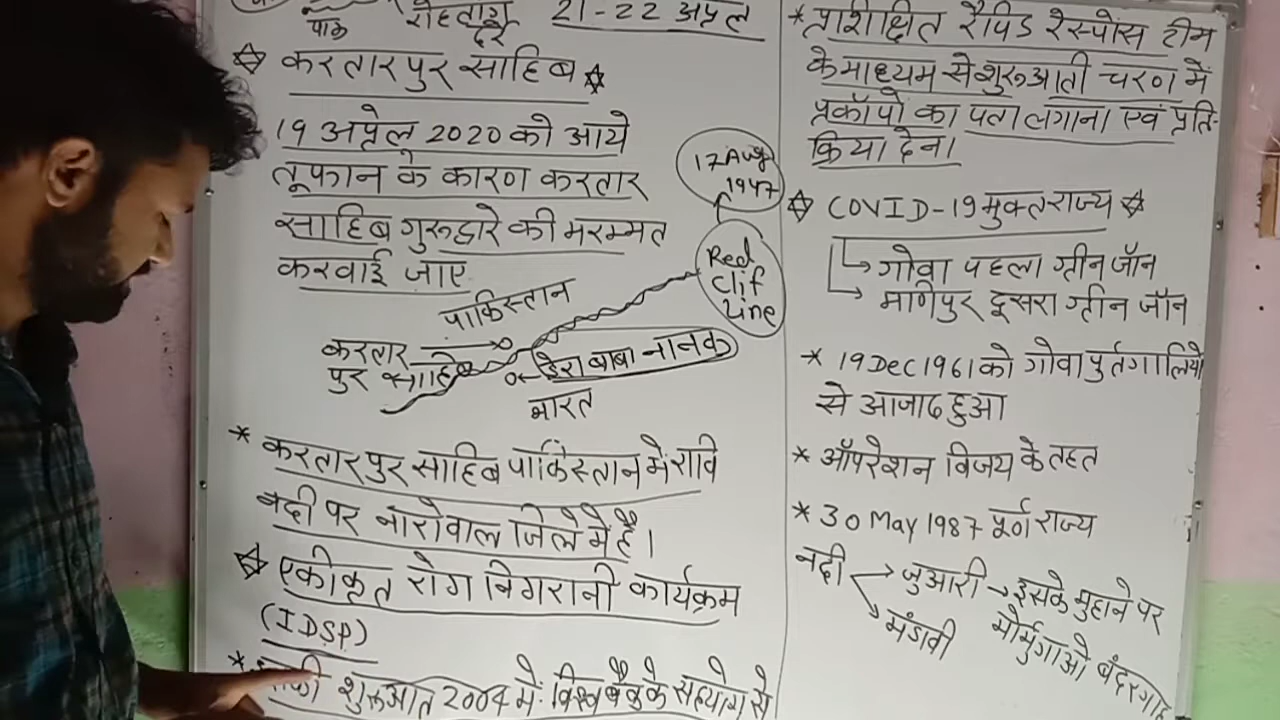 पाक
रोहतांग
दर्रे
21-22 अप्रैल
करतारपुर साहिब
19 अप्रेल 2020 को आये
तूफान के कारण करतार
साहिब गुरुद्वारे की मरम्मत
करवाई जाए
17 Aug
1947
Red
Clif
Line
पाकिस्तान
करतार
पुर साहिब
डेरा बाबा नानक
भारत
* करतारपुर साहिब पाकिंस्तान में रावि
नदी पर नारोवाल जिले में है।
एकीकृत रोग निगरानी कार्यक्रम
(IDSP)
* शुरुआत 2004 में विश्व बैंक के सहयोग से
* प्रशिक्षित रैपिड रेस्पोंस टीम
के माध्यम से शुरुआती चरण में
प्रकॉपो का पता लगाना एवं प्रति-
क्रिया देना।
COVID-19 मुक्त राज्य
गोवा पहला ग्रीन जॉन
मणिपुर दूसरा ग्रीन जॉन
* 19 Dec 1961 को गोवा पुर्तगालियो
से आजाद हुआ
* ऑपरेशन विजय के तहत
* 30 May 1987 पूर्ण राज्य
नदी
जुआरी → इसके मुहाने पर
मोर्मुगाओ बंदरगाह
मंडावी